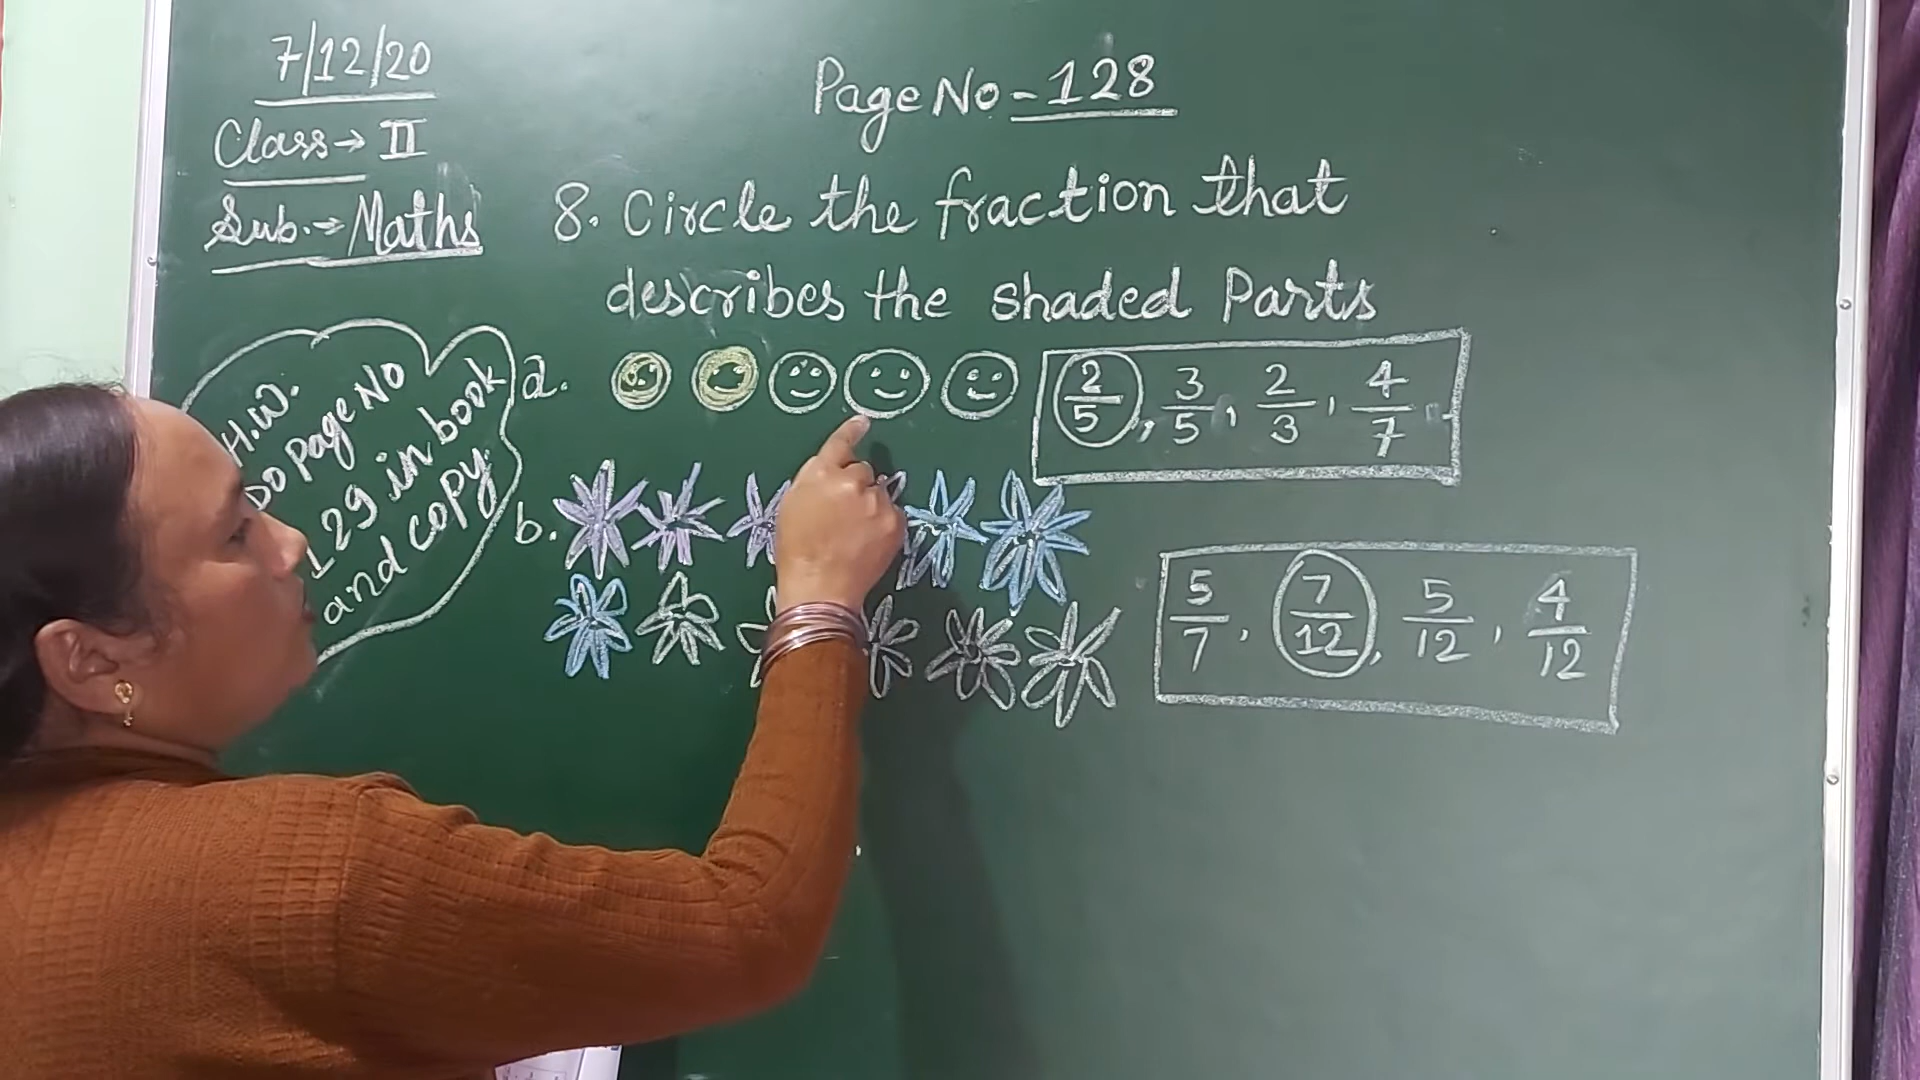 7/12/20
Class→ II
Sub.→ Maths
Page No - 128
8. Circle the fraction that
describes the shaded Parts
H.W.
Do Page No
129 in book
and copy
a.
2/5, 3/5, 2/3, 4/7
b.
5/7, 7/12, 5/12, 4/12